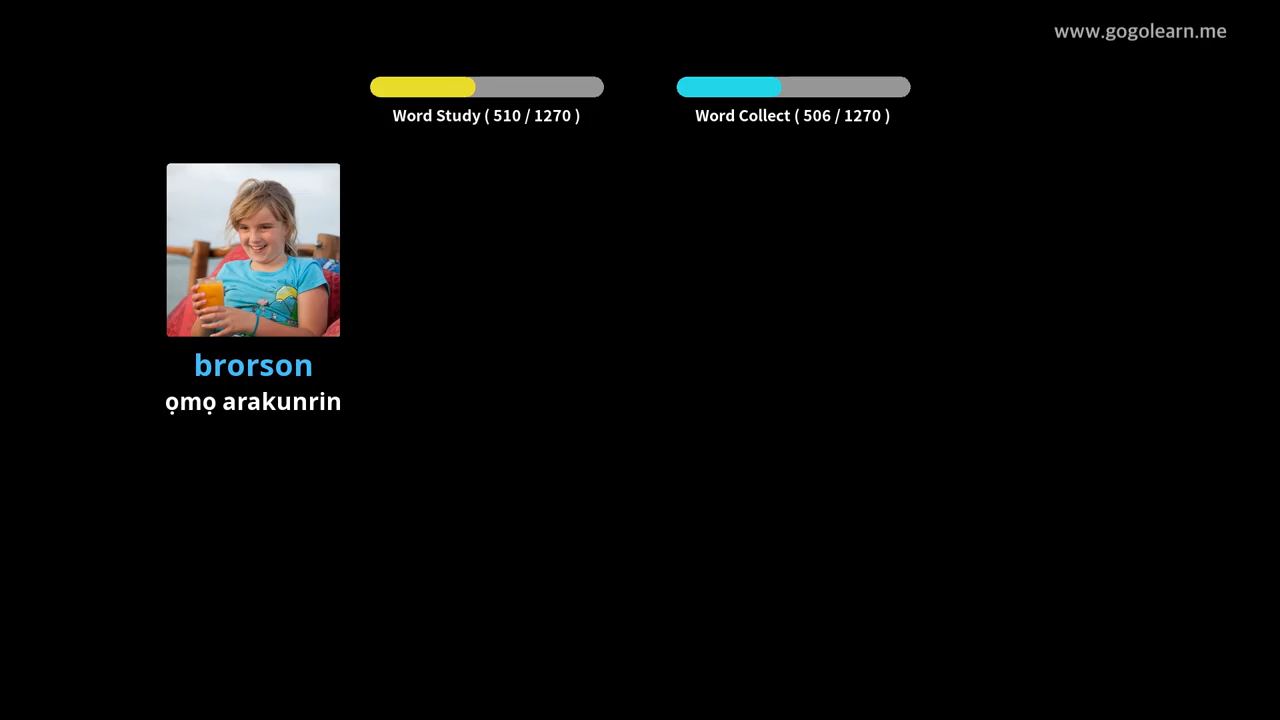 www.gogolearn.me
Word Study ( 510 / 1270 )
Word Collect ( 506 / 1270 )
brorson
ọmọ arakunrin